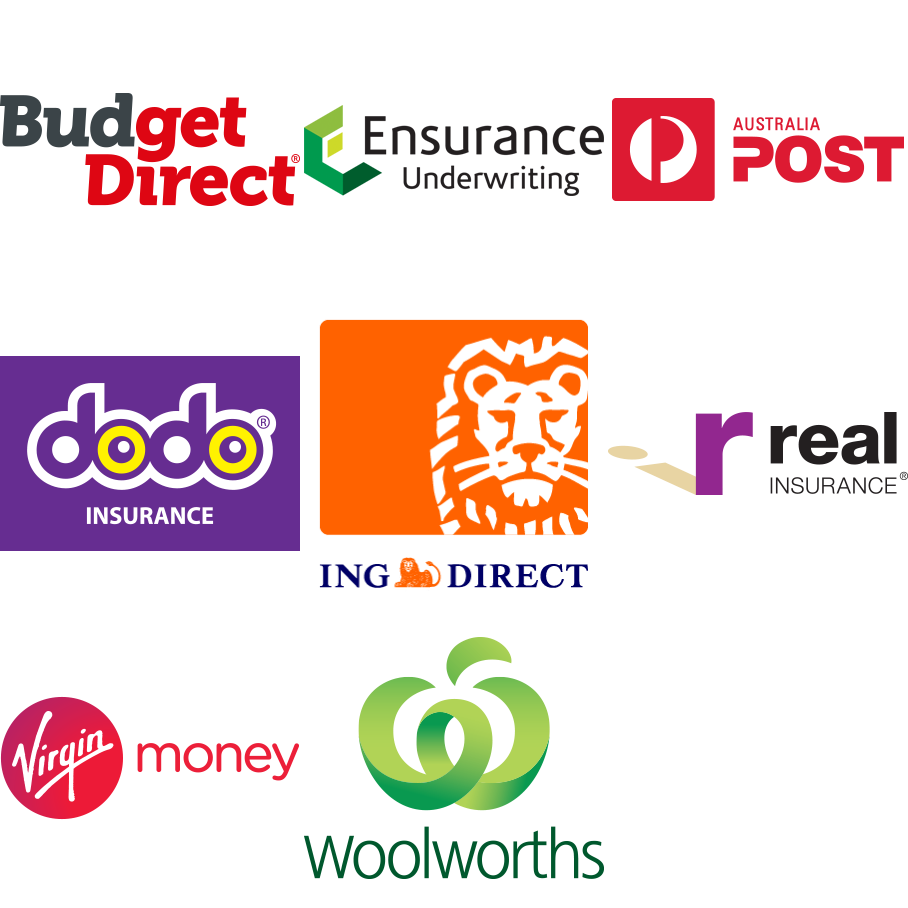 Budget
Direct®
Ensurance
Underwriting
AUSTRALIA
POST
dodo®
INSURANCE
ING DIRECT
real
INSURANCE®
r
Virgin money
Woolworths